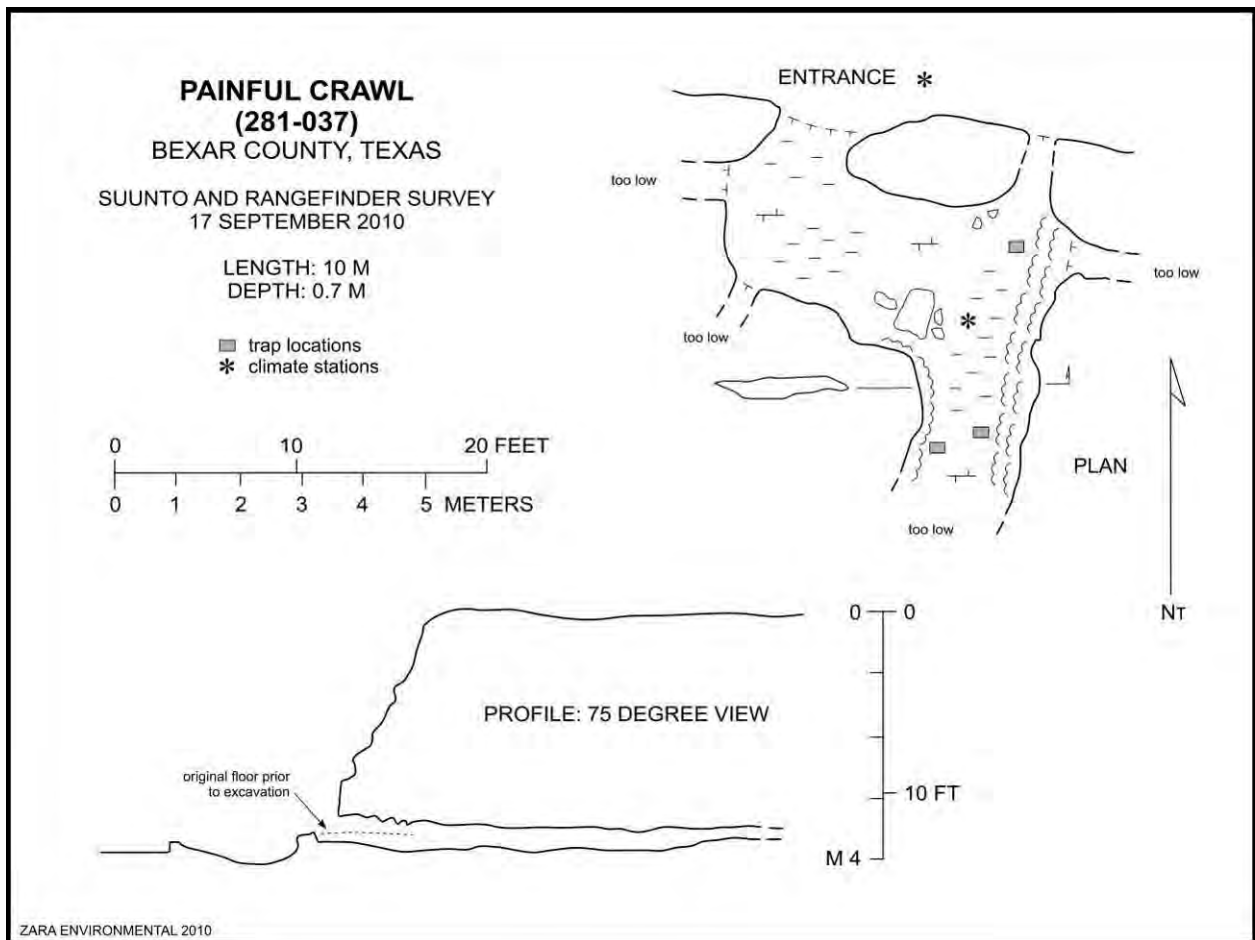 PAINFUL CRAWL
(281-037)
BEXAR COUNTY, TEXAS
SUUNTO AND RANGEFINDER SURVEY
17 SEPTEMBER 2010
LENGTH: 10 M
DEPTH: 0.7 M
trap locations
* climate stations
0 10 20 FEET
0 1 2 3 4 5 METERS
ENTRANCE *
too low
too low
too low
*
PLAN
too low
NT
0 0
PROFILE: 75 DEGREE VIEW
original floor prior
to excavation
10 FT
M 4
ZARA ENVIRONMENTAL 2010